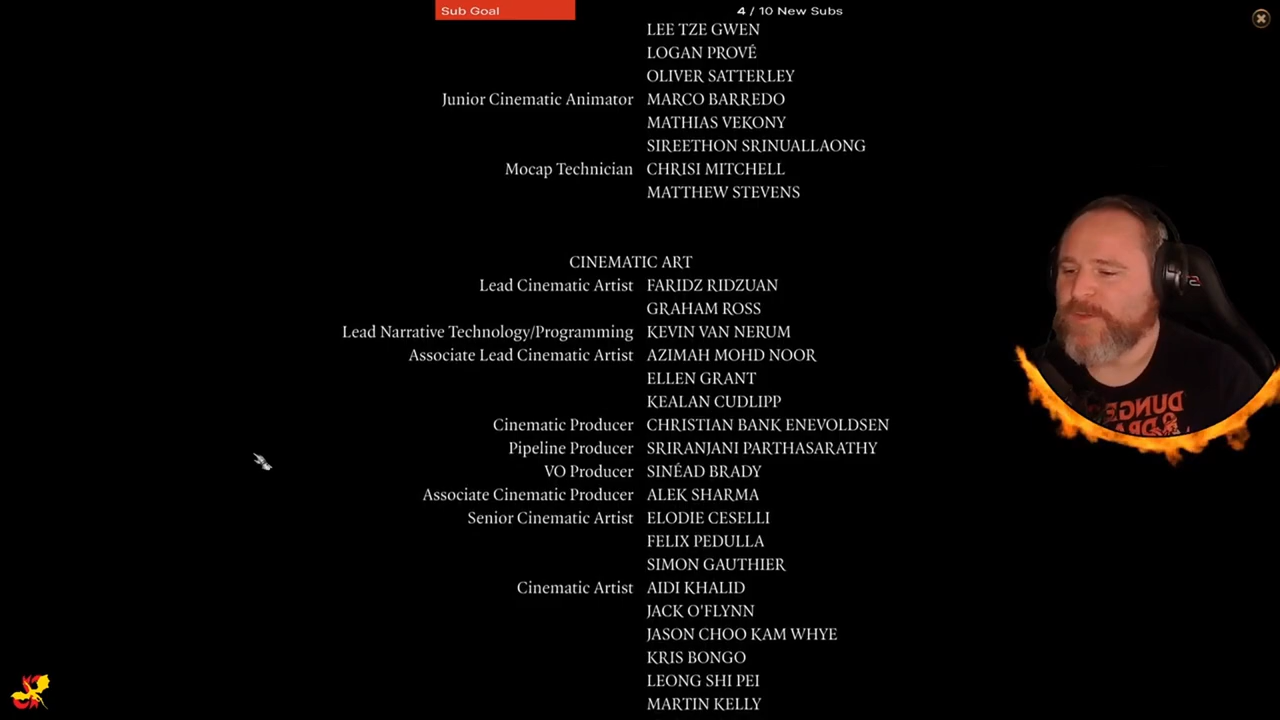 Sub Goal 4 / 10 New Subs
LEE TZE GWEN
LOGAN PROVÉ
OLIVER SATTERLEY
Junior Cinematic Animator MARCO BARREDO
MATHIAS VEKONY
SIREETHON SRINUALLAONG
Mocap Technician CHRISI MITCHELL
MATTHEW STEVENS
CINEMATIC ART
Lead Cinematic Artist FARIDZ RIDZUAN
GRAHAM ROSS
Lead Narrative Technology/Programming KEVIN VAN NERUM
Associate Lead Cinematic Artist AZIMAH MOHD NOOR
ELLEN GRANT
KEALAN CUDLIPP
Cinematic Producer CHRISTIAN BANK ENEVOLDSEN
Pipeline Producer SRIRANJANI PARTHASARATHY
VO Producer SINÉAD BRADY
Associate Cinematic Producer ALEK SHARMA
Senior Cinematic Artist ELODIE CESELLI
FELIX PEDULLA
SIMON GAUTHIER
Cinematic Artist AIDI KHALID
JACK O'FLYNN
JASON CHOO KAM WHYE
KRIS BONGO
LEONG SHI PEI
MARTIN KELLY